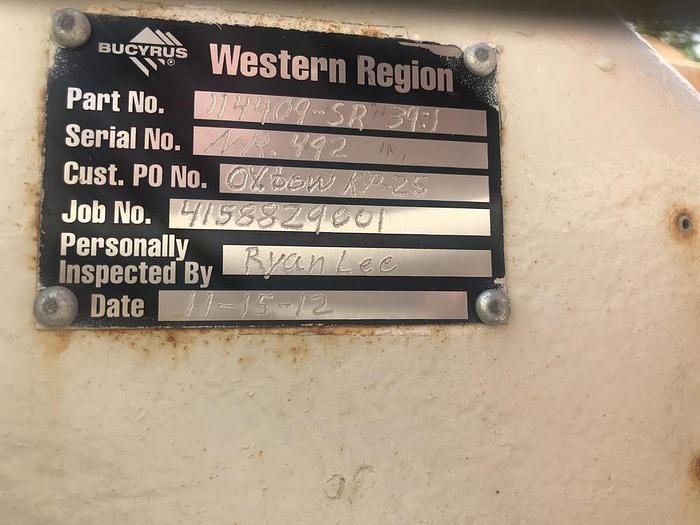 BUCYRUS ® Western Region
Part No. 114409-SR 39:1
Serial No. NR. 492
Cust. PO No. OXBOW KP-25
Job No. 4158829001
Personally
Inspected By Ryan Lee
Date 11-15-12